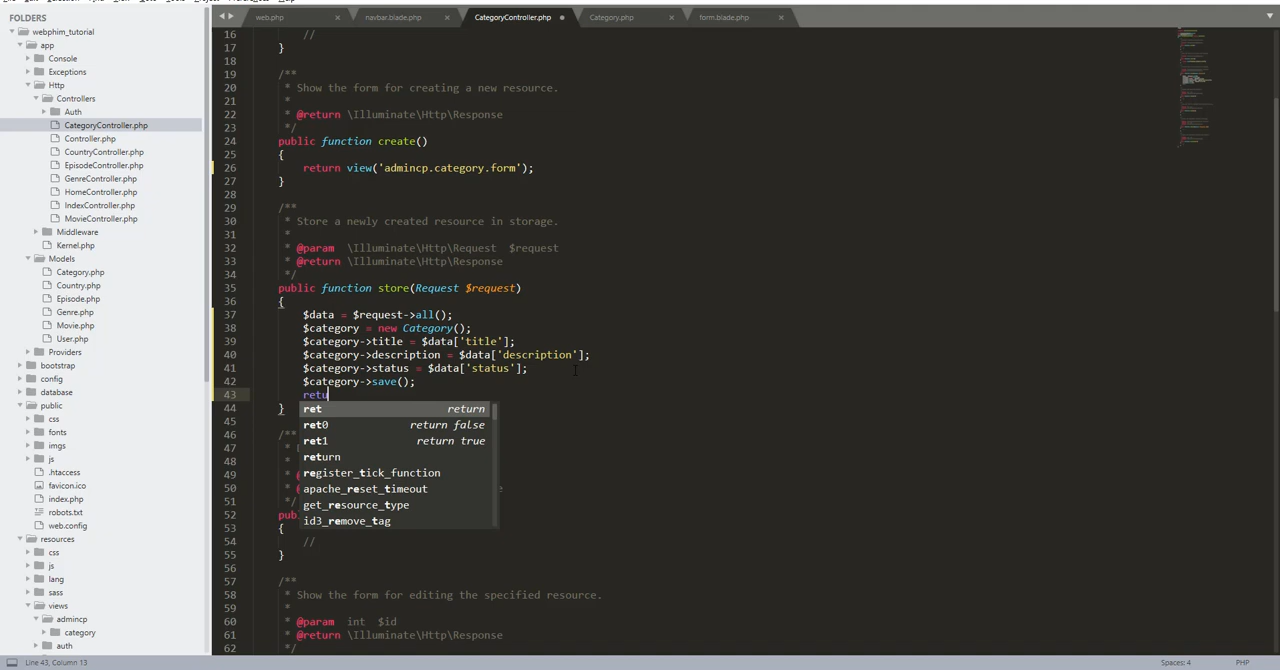 FOLDERS
webphim_tutorial
app
Console
Exceptions
Http
Controllers
Auth
CategoryController.php
Controller.php
CountryController.php
EpisodeController.php
GenreController.php
HomeController.php
IndexController.php
MovieController.php
Middleware
Kernel.php
Models
Category.php
Country.php
Episode.php
Genre.php
Movie.php
User.php
Providers
bootstrap
config
database
public
css
fonts
imgs
js
.htaccess
favicon.ico
index.php
robots.txt
web.config
resources
css
js
lang
sass
views
admincp
category
auth
web.php
navbar.blade.php
CategoryController.php
Category.php
form.blade.php
16 //
17 }
18
19 /**
20 * Show the form for creating a new resource.
21 *
22 * @return \Illuminate\Http\Response
23 */
24 public function create()
25 {
26 return view('admincp.category.form');
27 }
28
29 /**
30 * Store a newly created resource in storage.
31 *
32 * @param \Illuminate\Http\Request $request
33 * @return \Illuminate\Http\Response
34 */
35 public function store(Request $request)
36 {
37 $data = $request->all();
38 $category = new Category();
39 $category->title = $data['title'];
40 $category->description = $data['description'];
41 $category->status = $data['status'];
42 $category->save();
43 retu
44 }
45
46 /**
47
48
49
50
51
52 pub
53 {
54 //
55 }
56
57 /**
58 * Show the form for editing the specified resource.
59 *
60 * @param int $id
61 * @return \Illuminate\Http\Response
62 */
ret return
ret0 return false
ret1 return true
return
register_tick_function
apache_reset_timeout
get_resource_type
id3_remove_tag
Line 43, Column 13
Spaces: 4
PHP